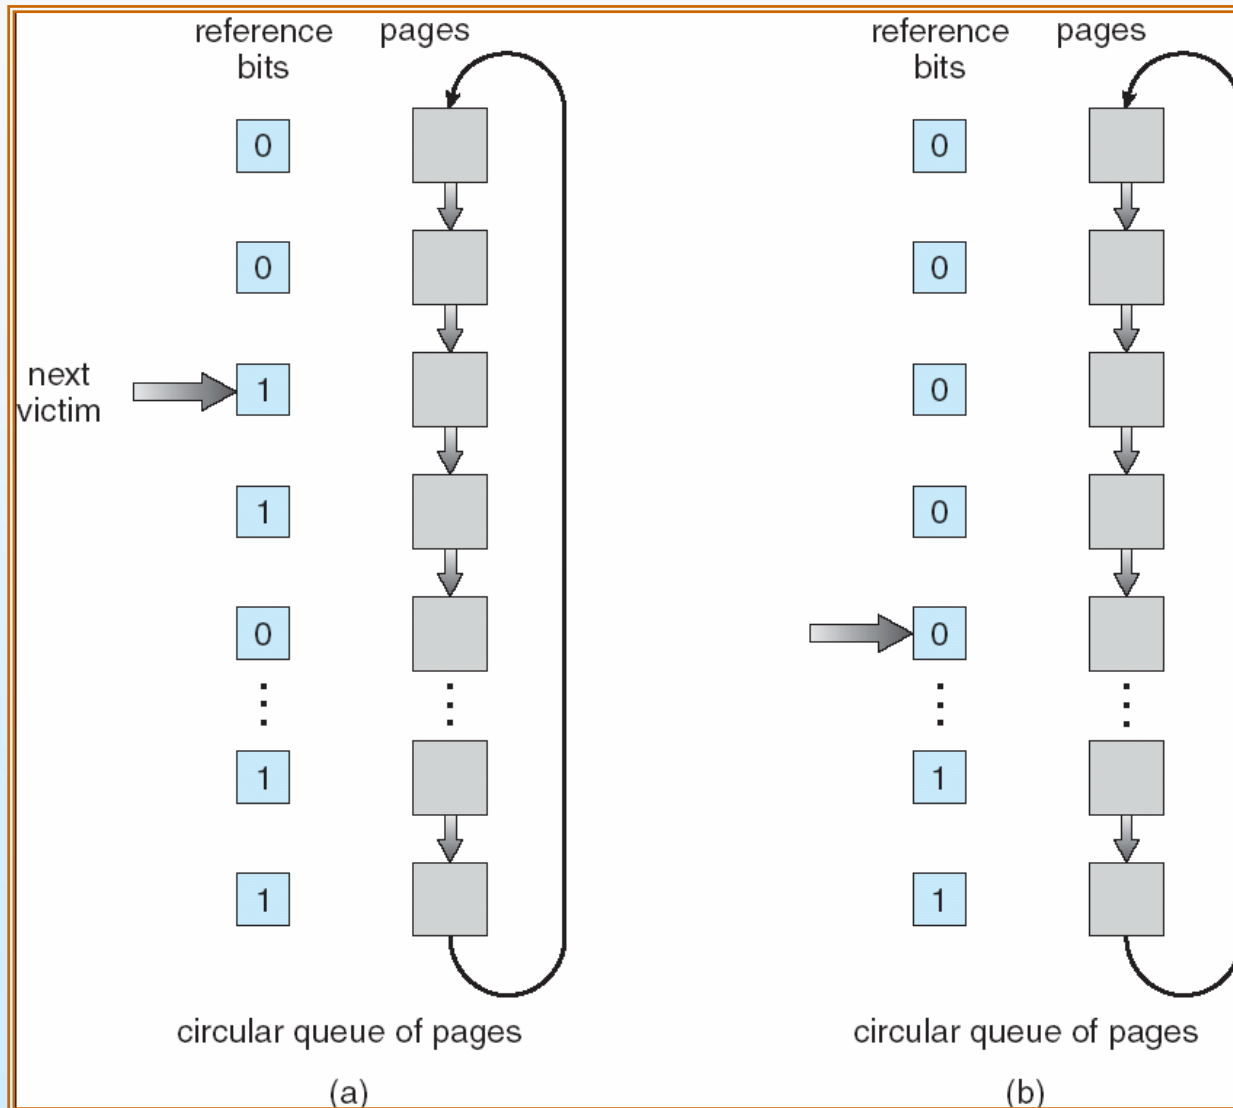 reference bits
pages
0
0
next victim
1
1
0
1
1
circular queue of pages
(a)
reference bits
pages
0
0
0
0
0
1
1
circular queue of pages
(b)